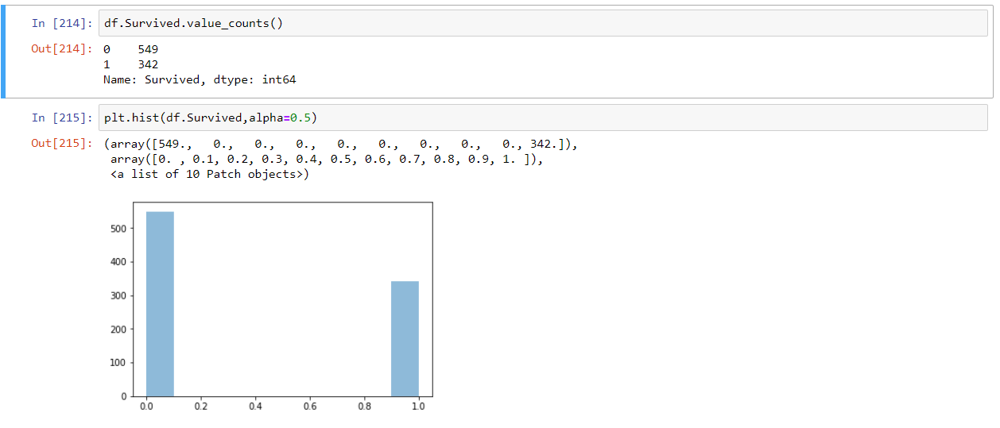 In [214]: df.Survived.value_counts()
Out[214]: 0    549
1    342
Name: Survived, dtype: int64
In [215]: plt.hist(df.Survived,alpha=0.5)
Out[215]: (array([549.,   0.,   0.,   0.,   0.,   0.,   0.,   0.,   0., 342.]),
array([0. , 0.1, 0.2, 0.3, 0.4, 0.5, 0.6, 0.7, 0.8, 0.9, 1. ]),
<a list of 10 Patch objects>)
500
400
300
200
100
0
0.0 0.2 0.4 0.6 0.8 1.0